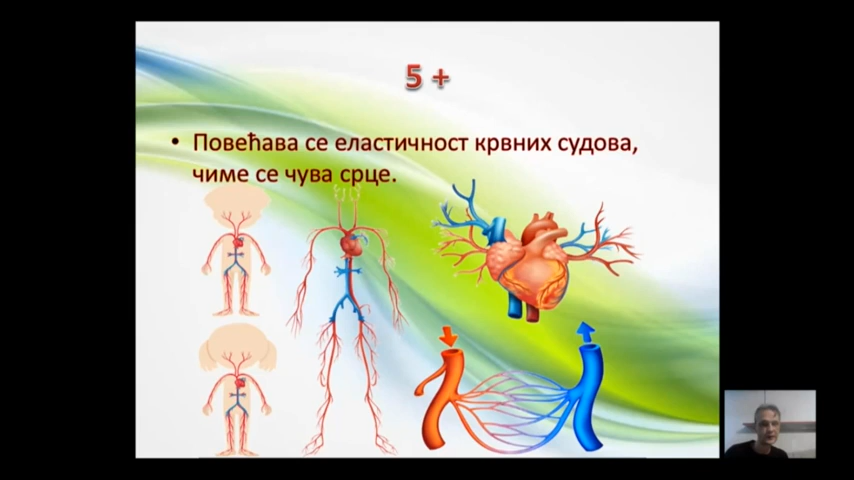 5 +
• Повећава се еластичност крвних судова,
чиме се чува срце.